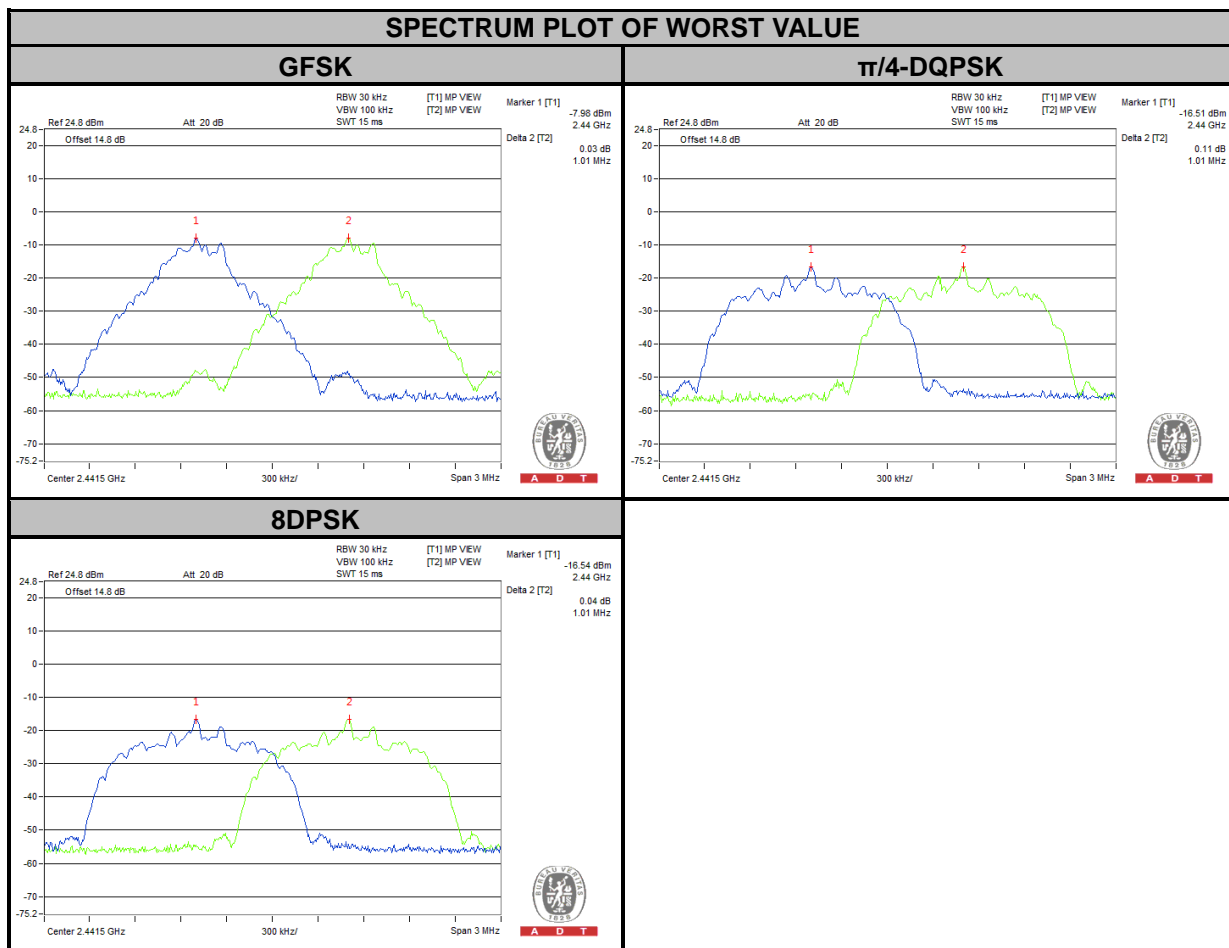 SPECTRUM PLOT OF WORST VALUE
GFSK
π/4-DQPSK
RBW 30 kHz [T1] MP VIEW
VBW 100 kHz [T2] MP VIEW
Ref 24.8 dBm Att 20 dB SWT 15 ms
Marker 1 [T1]
-7.98 dBm
2.44 GHz
Delta 2 [T2]
0.03 dB
1.01 MHz
Offset 14.8 dB
24.8
20
10
0
-10
-20
-30
-40
-50
-60
-70
-75.2
1
2
Center 2.4415 GHz 300 kHz/ Span 3 MHz
BUREAU VERITAS
1828
A D T
RBW 30 kHz [T1] MP VIEW
VBW 100 kHz [T2] MP VIEW
Ref 24.8 dBm Att 20 dB SWT 15 ms
Marker 1 [T1]
-16.51 dBm
2.44 GHz
Delta 2 [T2]
0.11 dB
1.01 MHz
Offset 14.8 dB
24.8
20
10
0
-10
-20
-30
-40
-50
-60
-70
-75.2
1
2
Center 2.4415 GHz 300 kHz/ Span 3 MHz
BUREAU VERITAS
1828
A D T
8DPSK
RBW 30 kHz [T1] MP VIEW
VBW 100 kHz [T2] MP VIEW
Ref 24.8 dBm Att 20 dB SWT 15 ms
Marker 1 [T1]
-16.54 dBm
2.44 GHz
Delta 2 [T2]
0.04 dB
1.01 MHz
Offset 14.8 dB
24.8
20
10
0
-10
-20
-30
-40
-50
-60
-70
-75.2
1
2
Center 2.4415 GHz 300 kHz/ Span 3 MHz
BUREAU VERITAS
1828
A D T